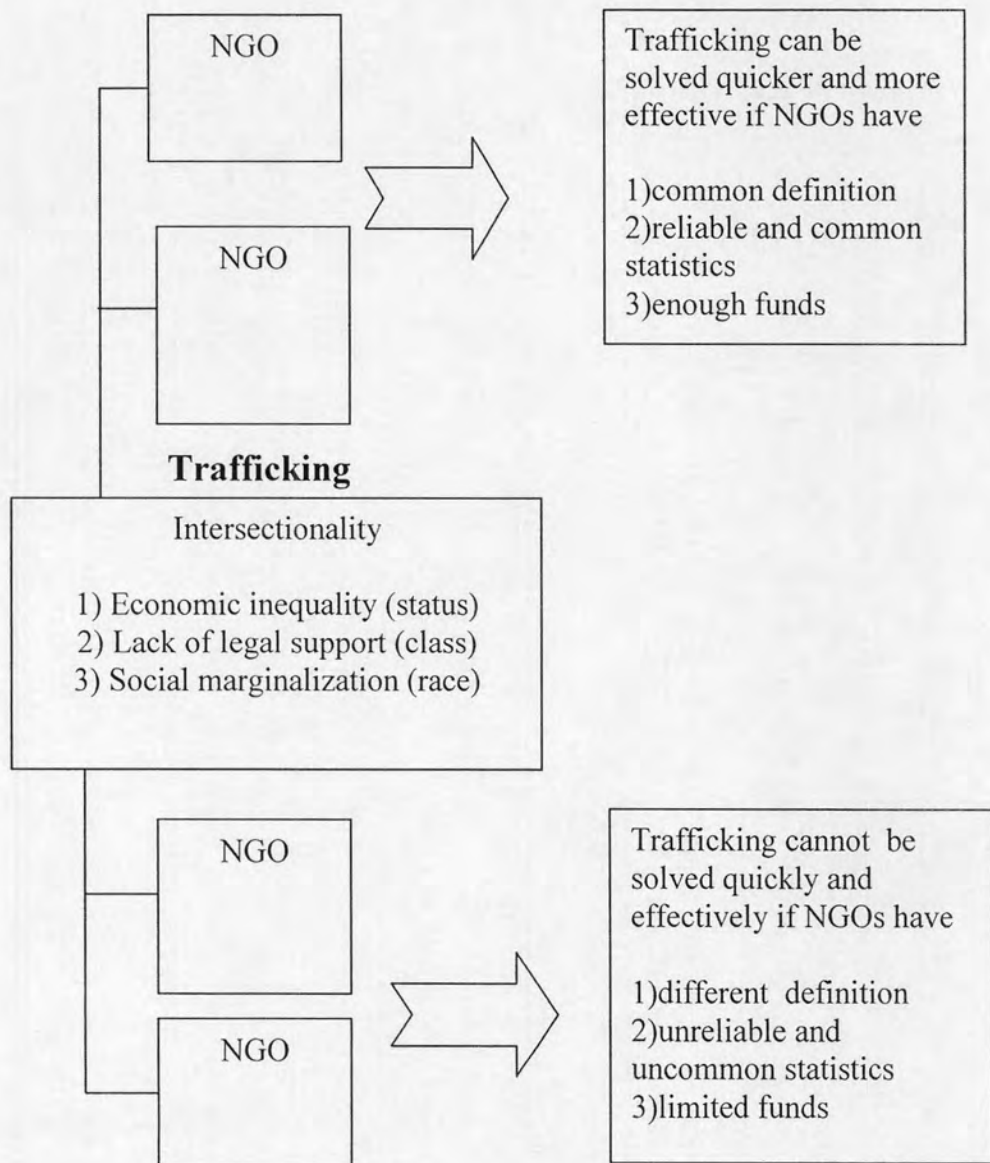 NGO
Trafficking can be
solved quicker and more
effective if NGOs have
1)common definition
2)reliable and common
statistics
3)enough funds
NGO
Trafficking
Intersectionality
1) Economic inequality (status)
2) Lack of legal support (class)
3) Social marginalization (race)
NGO
Trafficking cannot be
solved quickly and
effectively if NGOs have
1)different definition
2)unreliable and
uncommon statistics
3)limited funds
NGO